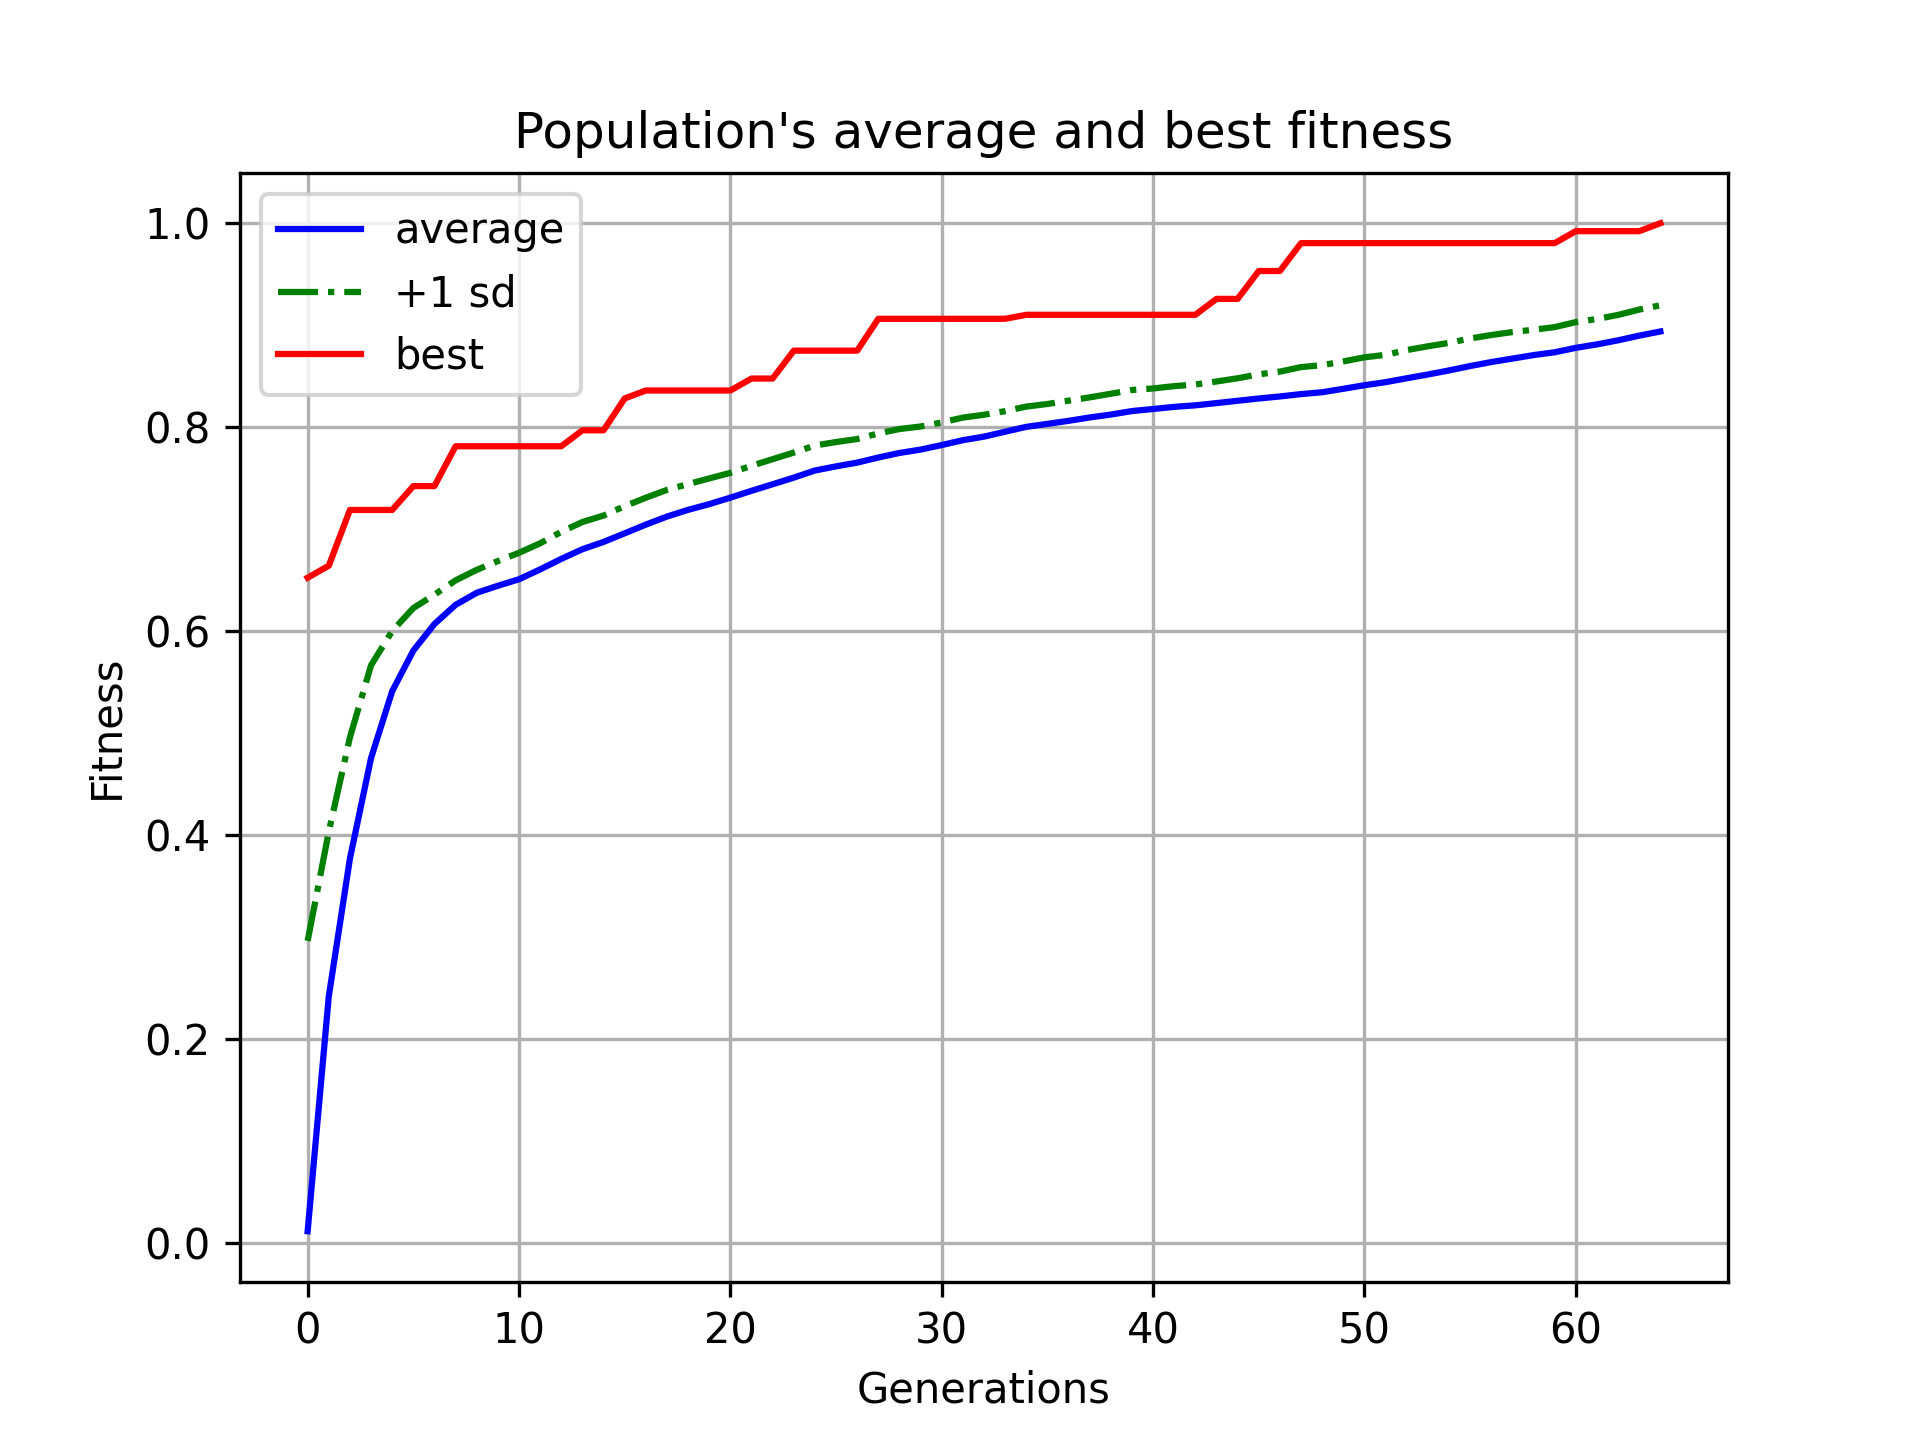 Population's average and best fitness
average
+1 sd
best
1.0
0.8
0.6
0.4
0.2
0.0
Fitness
0 10 20 30 40 50 60
Generations